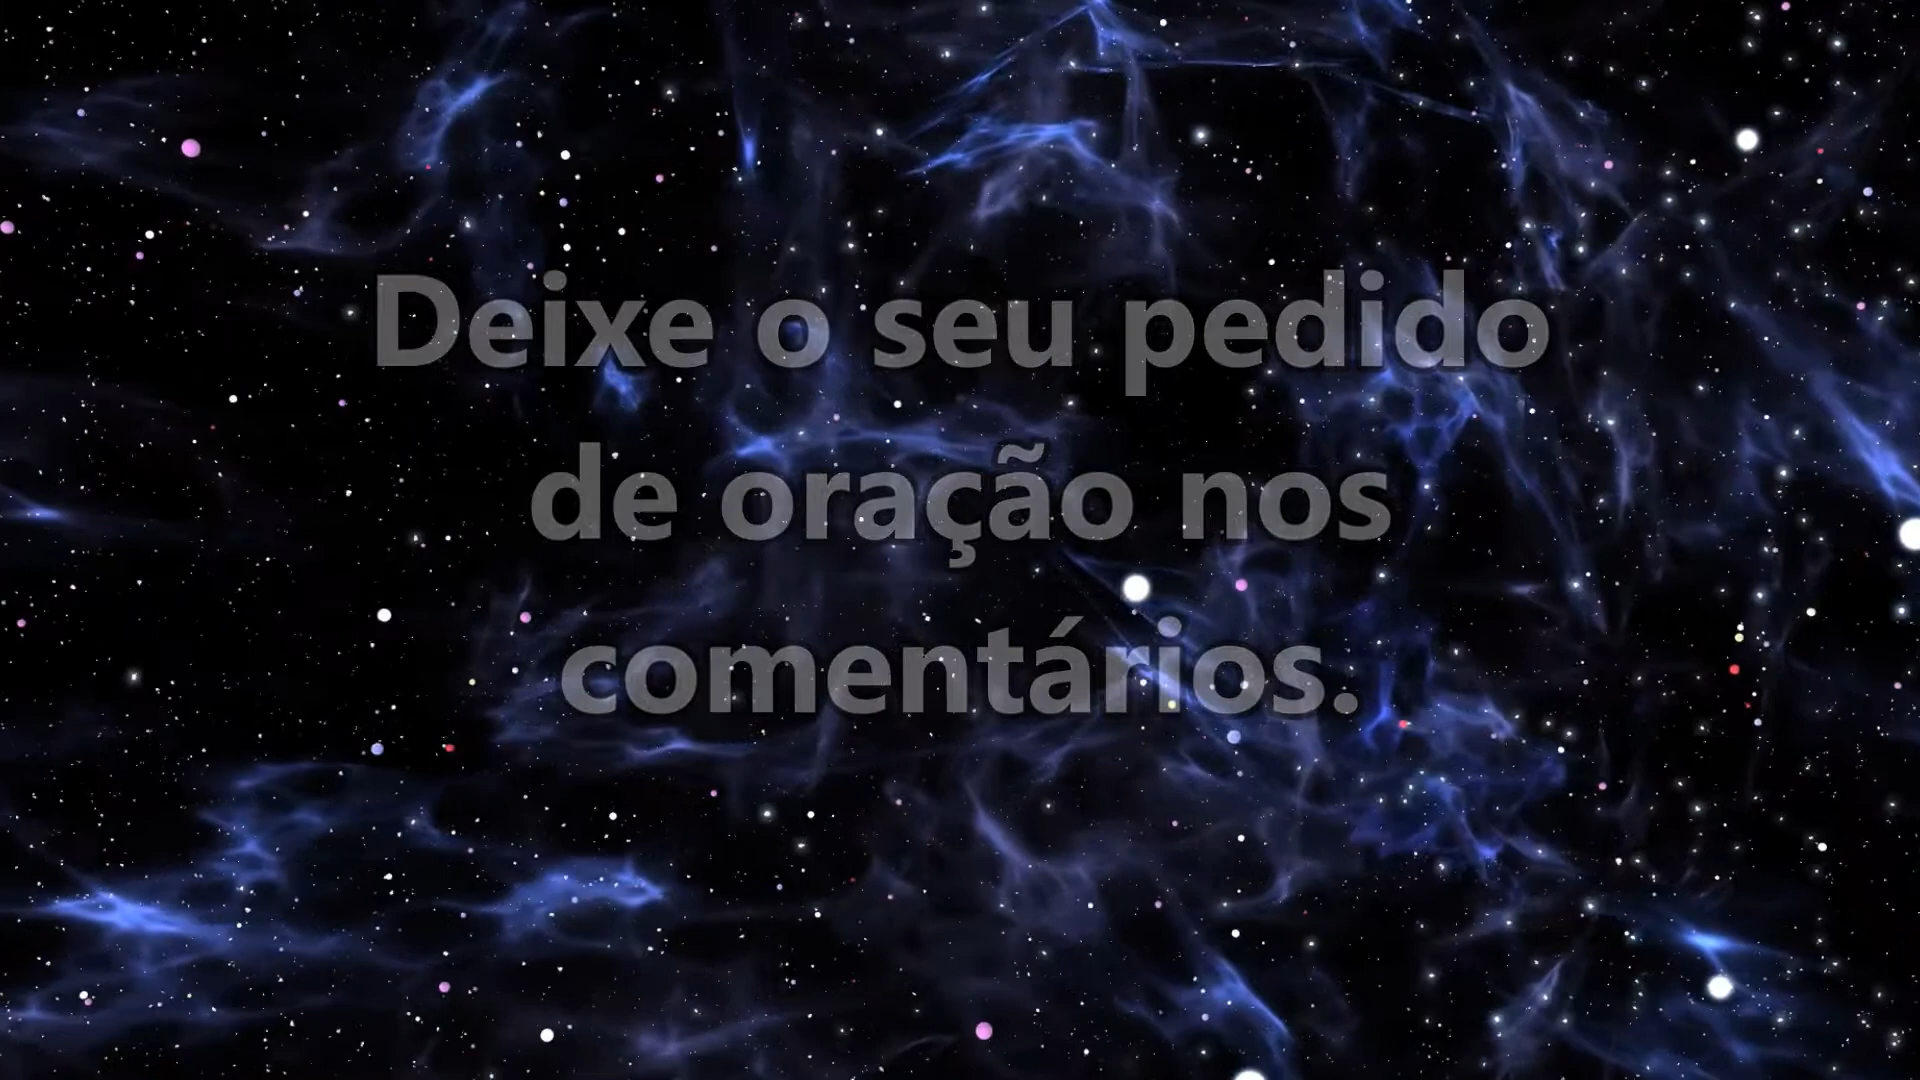 Deixe o seu pedido
de oração nos
comentários.